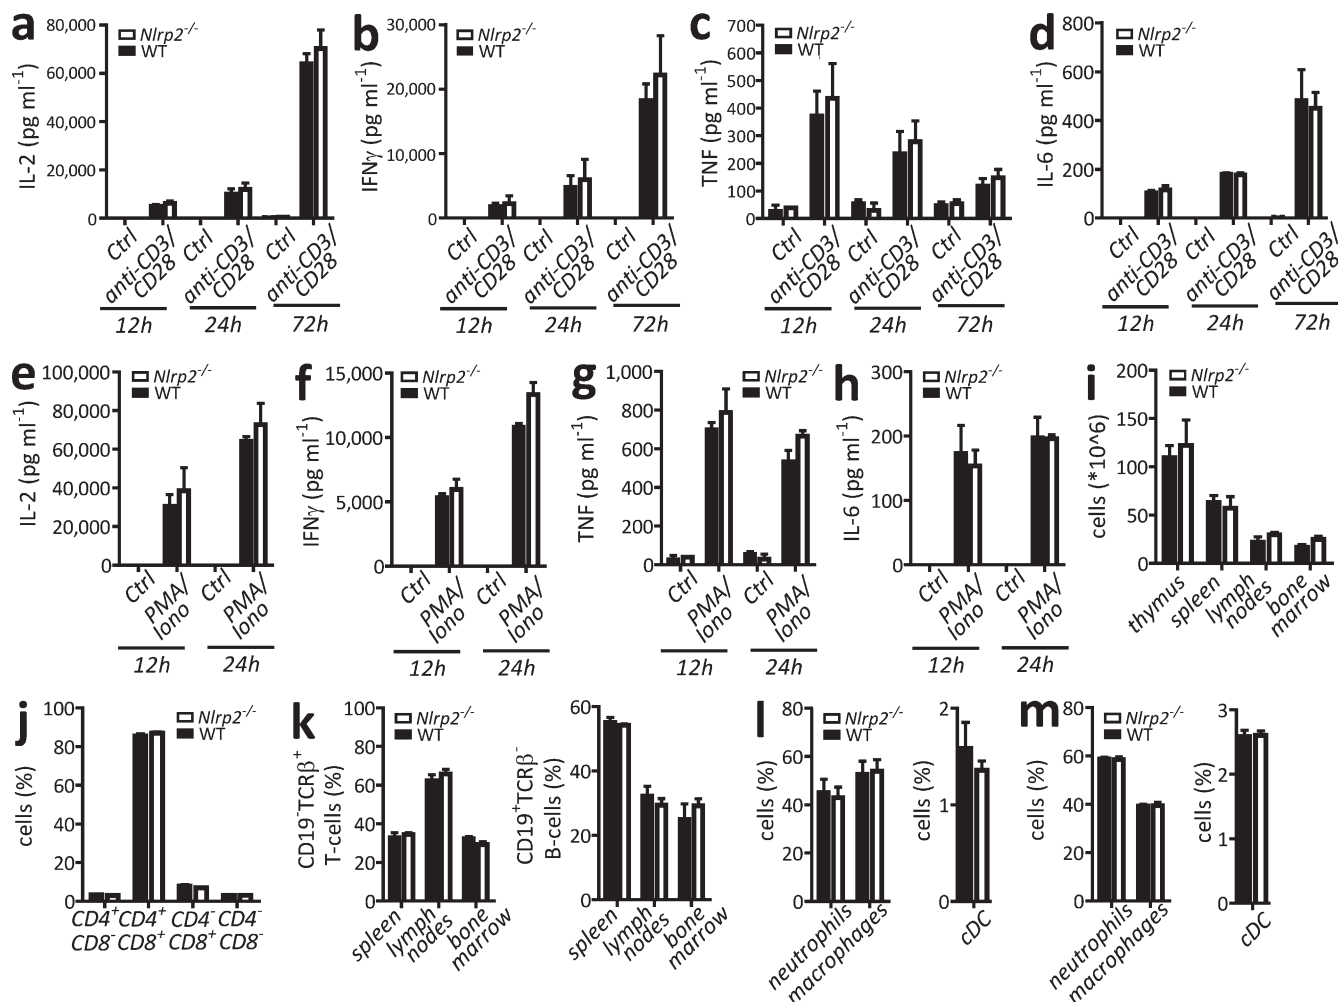 a
80,000
60,000
40,000
20,000
0
IL-2 (pg ml⁻¹)
Nlrp2⁻/⁻
WT
Ctrl
anti-CD3/
CD28
Ctrl
anti-CD3/
CD28
Ctrl
anti-CD3/
CD28
12h
24h
72h
b
30,000
20,000
10,000
0
IFNγ (pg ml⁻¹)
Nlrp2⁻/⁻
WT
Ctrl
anti-CD3/
CD28
Ctrl
anti-CD3/
CD28
Ctrl
anti-CD3/
CD28
12h
24h
72h
c
700
600
500
400
300
200
100
0
TNF (pg ml⁻¹)
Nlrp2⁻/⁻
WT
Ctrl
anti-CD3/
CD28
Ctrl
anti-CD3/
CD28
Ctrl
anti-CD3/
CD28
12h
24h
72h
d
800
600
400
200
0
IL-6 (pg ml⁻¹)
Nlrp2⁻/⁻
WT
Ctrl
anti-CD3/
CD28
Ctrl
anti-CD3/
CD28
Ctrl
anti-CD3/
CD28
12h
24h
72h
e
100,000
80,000
60,000
40,000
20,000
0
IL-2 (pg ml⁻¹)
Nlrp2⁻/⁻
WT
Ctrl
PMA/
Iono
Ctrl
PMA/
Iono
12h
24h
f
15,000
10,000
5,000
0
IFNγ (pg ml⁻¹)
Nlrp2⁻/⁻
WT
Ctrl
PMA/
Iono
Ctrl
PMA/
Iono
12h
24h
g
1,000
800
600
400
200
0
TNF (pg ml⁻¹)
Nlrp2⁻/⁻
WT
Ctrl
PMA/
Iono
Ctrl
PMA/
Iono
12h
24h
h
300
200
100
0
IL-6 (pg ml⁻¹)
Nlrp2⁻/⁻
WT
Ctrl
PMA/
Iono
Ctrl
PMA/
Iono
12h
24h
i
200
150
100
50
0
cells (*10^6)
Nlrp2⁻/⁻
WT
thymus
spleen
lymph
nodes
bone
marrow
j
100
80
60
40
20
0
cells (%)
Nlrp2⁻/⁻
WT
CD4⁺ CD4⁺ CD4⁻ CD4⁻
CD8⁻ CD8⁺ CD8⁺ CD8⁻
k
100
80
60
40
20
0
CD19⁻TCRβ⁺
T-cells (%)
Nlrp2⁻/⁻
WT
spleen
lymph
nodes
bone
marrow
60
40
20
0
CD19⁺TCRβ⁻
B-cells (%)
spleen
lymph
nodes
bone
marrow
l
80
60
40
20
0
cells (%)
Nlrp2⁻/⁻
WT
neutrophils
macrophages
2
1
0
cells (%)
cDC
m
80
60
40
20
0
cells (%)
Nlrp2⁻/⁻
WT
neutrophils
macrophages
3
2
1
0
cells (%)
cDC